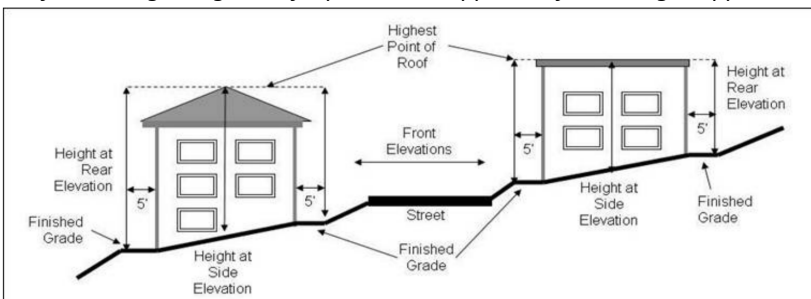 Highest
Point of
Roof
Height at
Rear
Elevation
5'
5'
Front
Elevations
5'
5'
Height at
Rear
Elevation
Finished
Grade
Street
Height at
Side
Elevation
Finished
Grade
Height at
Side
Elevation
Finished
Grade